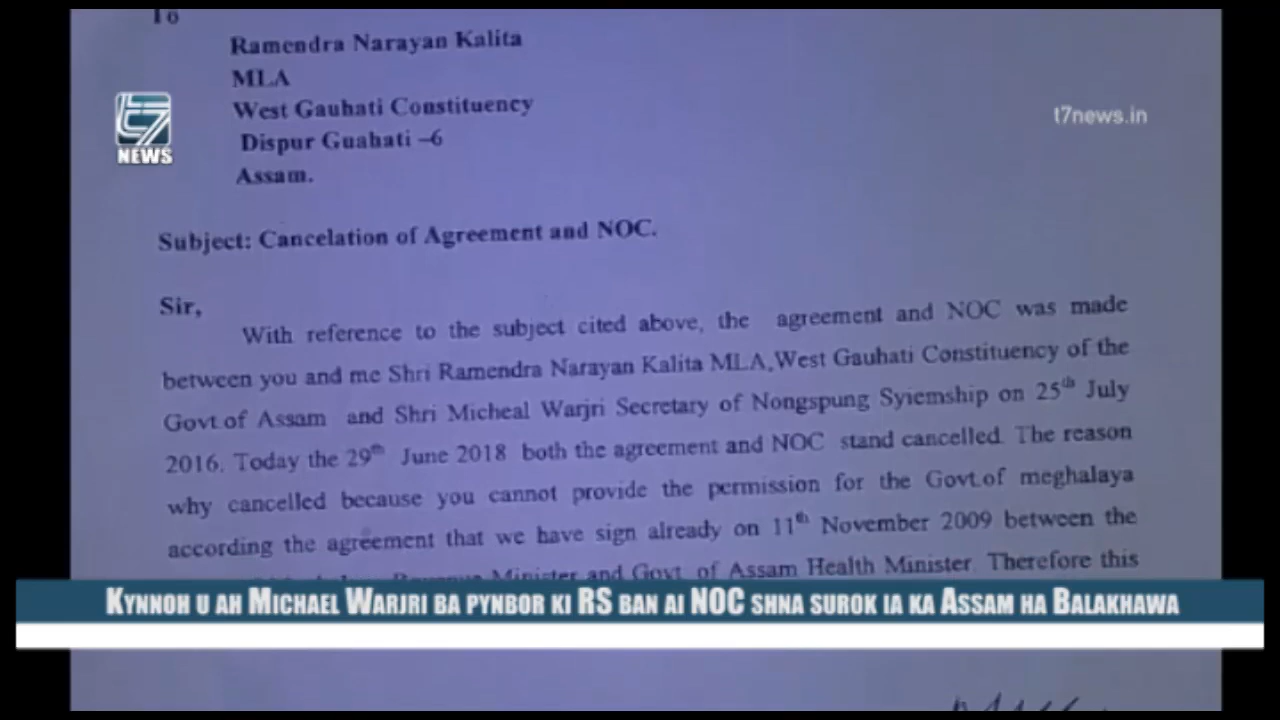 To
Ramendra Narayan Kalita
MLA
West Gauhati Constituency
Dispur Guahati –6
Assam.
T7
NEWS
t7news.in
Subject: Cancelation of Agreement and NOC.
Sir,
With reference to the subject cited above, the agreement and NOC was made
between you and me Shri Ramendra Narayan Kalita MLA,West Gauhati Constituency of the
Govt.of Assam and Shri Micheal Warjri Secretary of Nongspung Syiemship on 25th July
2016. Today the 29th June 2018 both the agreement and NOC stand cancelled. The reason
why cancelled because you cannot provide the permission for the Govt.of meghalaya
according the agreement that we have sign already on 11th November 2009 between the
Minister and Govt. of Assam Health Minister. Therefore this
KYNNOH U AH MICHAEL WARJRI BA PYNBOR KI RS BAN AI NOC SHNA SUROK IA KA ASSAM HA BALAKHAWA